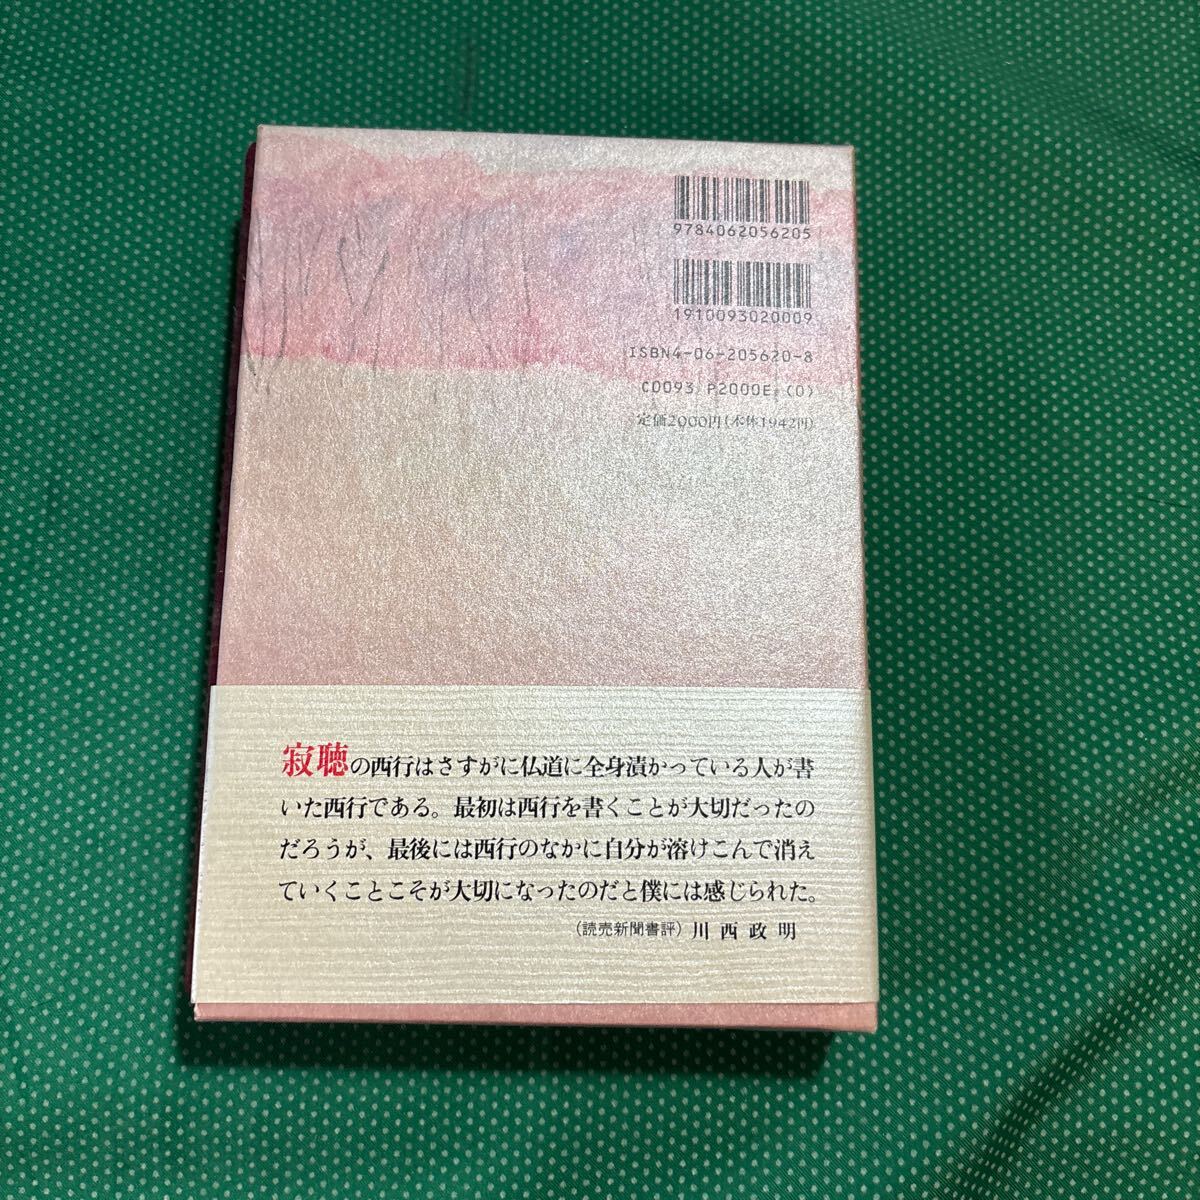 9784062056205
1910093020009
ISBN4-06-205620-8
C0093 P2000E (0)
定価2000円(本体1942円)
寂聴の西行はさすがに仏道に全身漬かっている人が書
いた西行である。最初は西行を書くことが大切だったの
だろうが、最後には西行のなかに自分が溶けこんで消え
ていくことこそが大切になったのだと僕には感じられた。
(読売新聞書評) 川西政明